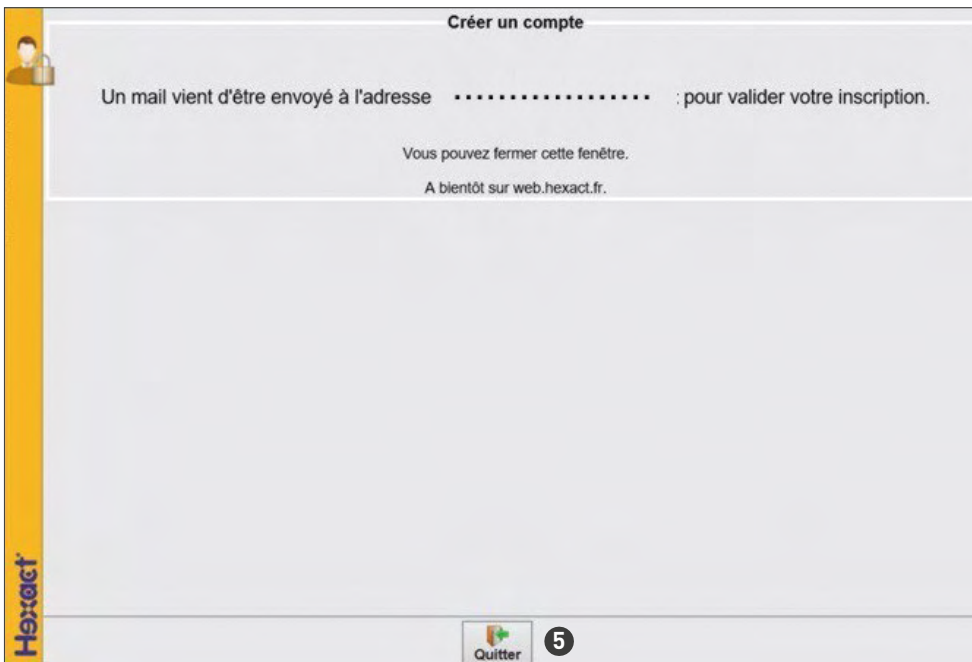 Créer un compte
Un mail vient d'être envoyé à l'adresse ·················· : pour valider votre inscription.
Vous pouvez fermer cette fenêtre.
A bientôt sur web.hexact.fr.
Hexact
Quitter 5